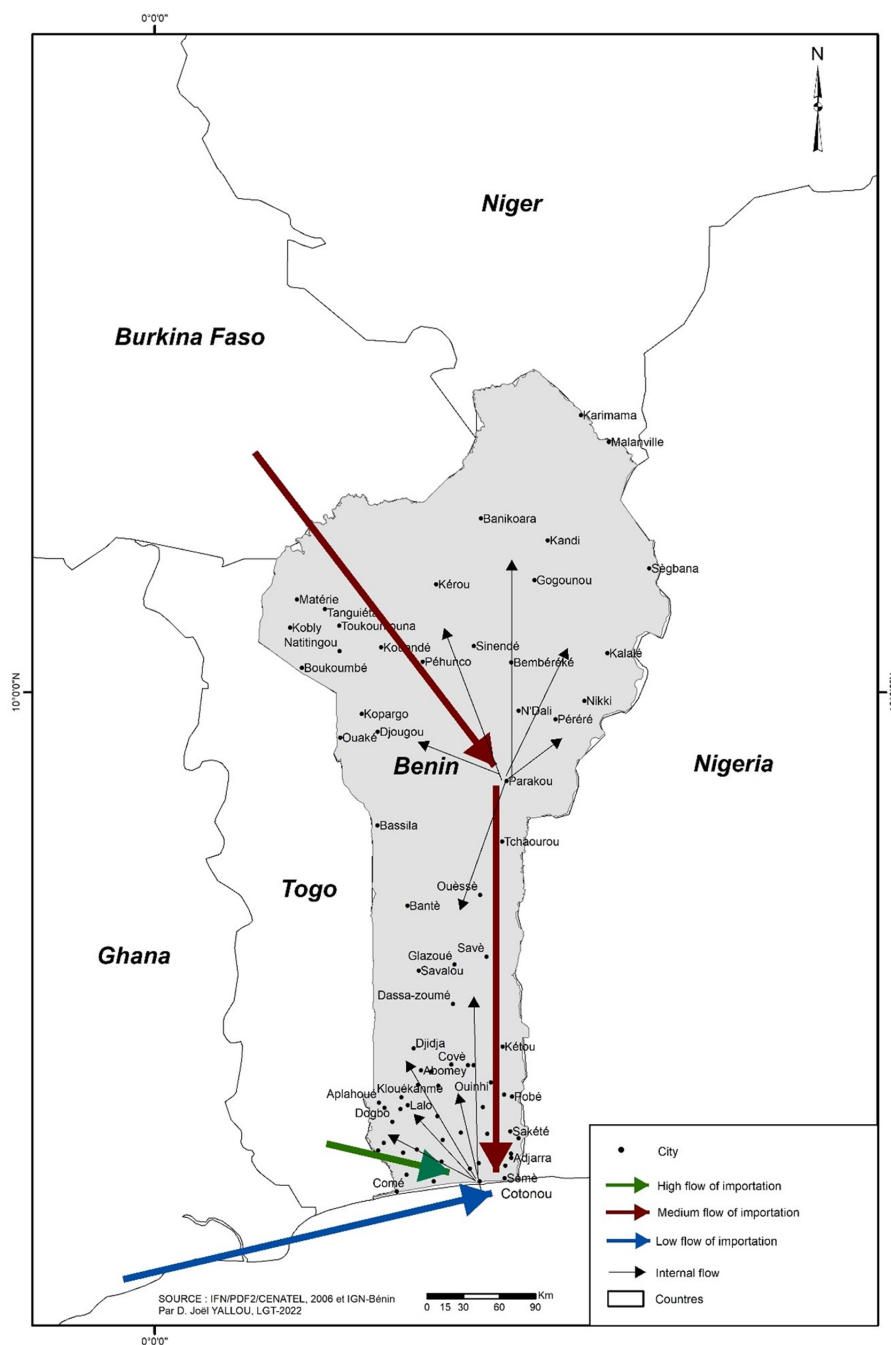 0°0'0"
N
Niger
Burkina Faso
Karimama
Malanville
Banikoara
Kandi
Sègbana
Kérou
Gogounou
Matérie
Tanguiéta
Kobly
Toukountouna
Natitingou
Kouandé
Sinendé
Kalalé
Boukoumbé
Péhunco
Bembéréké
10°0'0"N
Nikki
Kopargo
N'Dali
Péréré
Ouaké
Djougou
Benin
Nigeria
Parakou
Bassila
Tchaourou
Togo
Ouèssè
Bantè
Ghana
Savè
Glazoué
Savalou
Dassa-zoumé
Djidja
Kétou
Covè
Abomey
Aplahoué
Klouékanmè
Ouinhi
Pobè
Lalo
Dogbo
Sakété
Adjarra
Comé
Sèmè
Cotonou
City
High flow of importation
Medium flow of importation
Low flow of importation
Internal flow
Countres
SOURCE : IFN/PDF2/CENATEL, 2006 et IGN-Bénin
Par D. Joël YALLOU, LGT-2022
Km
0 15 30 60 90
0°0'0"